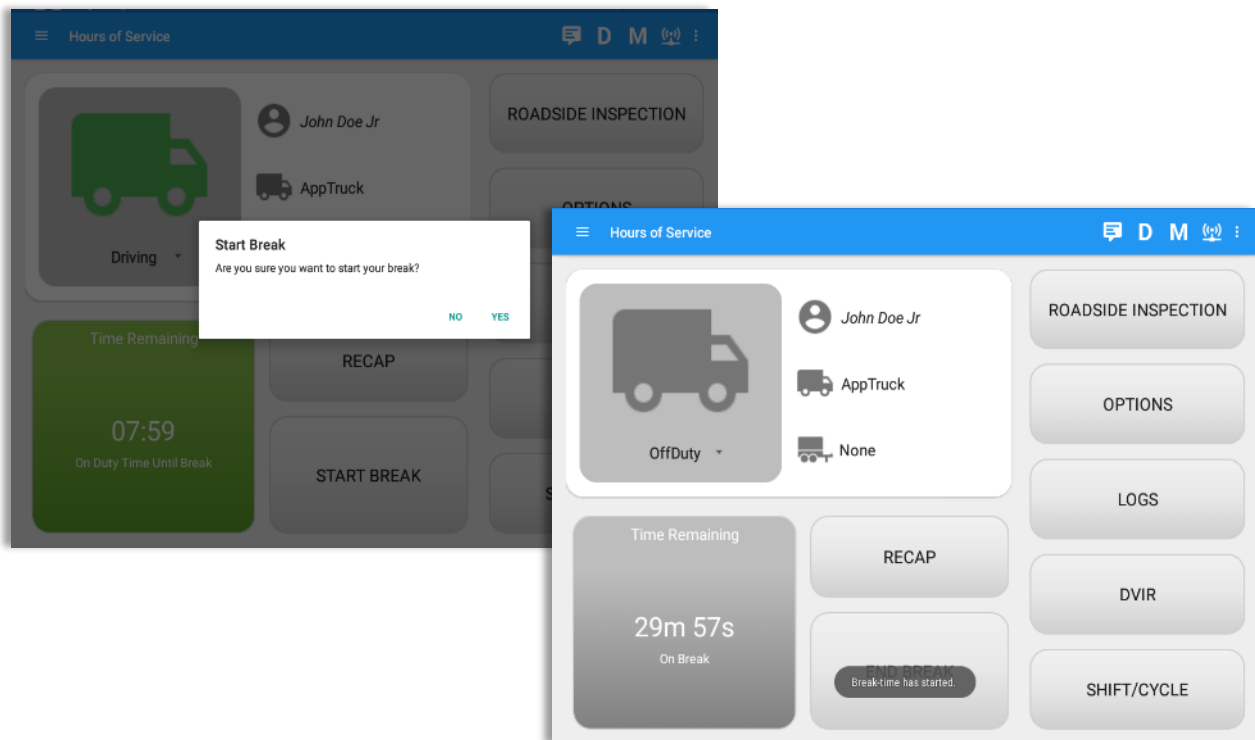 Hours of Service
D M
John Doe Jr
AppTruck
Driving
ROADSIDE INSPECTION
OPTIONS
Start Break
Are you sure you want to start your break?
NO YES
Time Remaining
07:59
On Duty Time Until Break
RECAP
START BREAK
S
Hours of Service
D M
John Doe Jr
AppTruck
None
OffDuty
ROADSIDE INSPECTION
OPTIONS
LOGS
DVIR
SHIFT/CYCLE
Time Remaining
29m 57s
On Break
RECAP
END BREAK
Break-time has started.